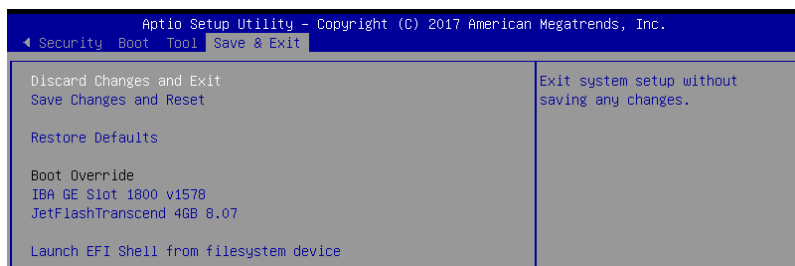 Aptio Setup Utility – Copyright (C) 2017 American Megatrends, Inc.
Security Boot Tool Save & Exit
Discard Changes and Exit
Save Changes and Reset
Restore Defaults
Boot Override
IBA GE Slot 1800 v1578
JetFlashTranscend 4GB 8.07
Launch EFI Shell from filesystem device
Exit system setup without
saving any changes.